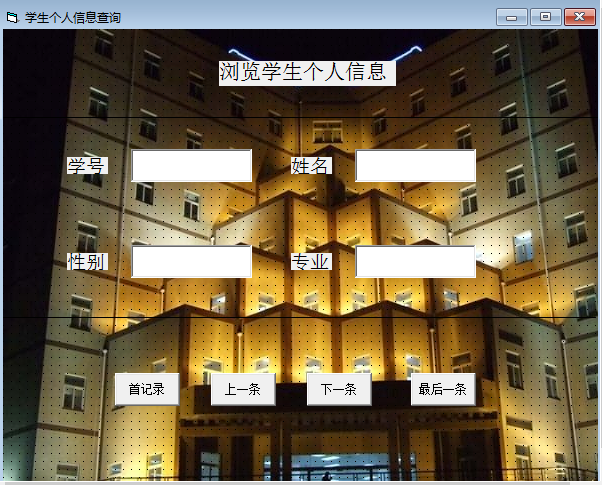 学生个人信息查询
浏览学生个人信息
学号 姓名
性别 专业
首记录 上一条 下一条 最后一条